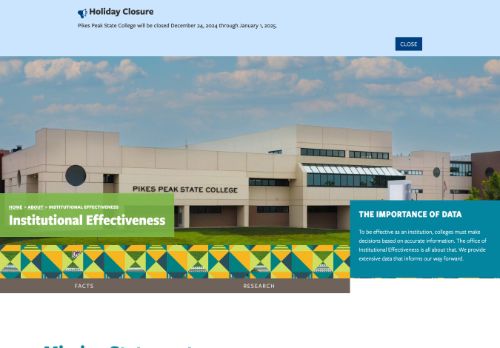 Holiday Closure
Pikes Peak State College will be closed December 24, 2024 through January 1, 2025.
CLOSE
PIKES PEAK STATE COLLEGE
HOME > ABOUT > INSTITUTIONAL EFFECTIVENESS
Institutional Effectiveness
THE IMPORTANCE OF DATA
To be effective as an institution, colleges must make
decisions based on accurate information. The office of
Institutional Effectiveness is all about that. We provide
extensive data that informs our way forward.
FACTS
RESEARCH